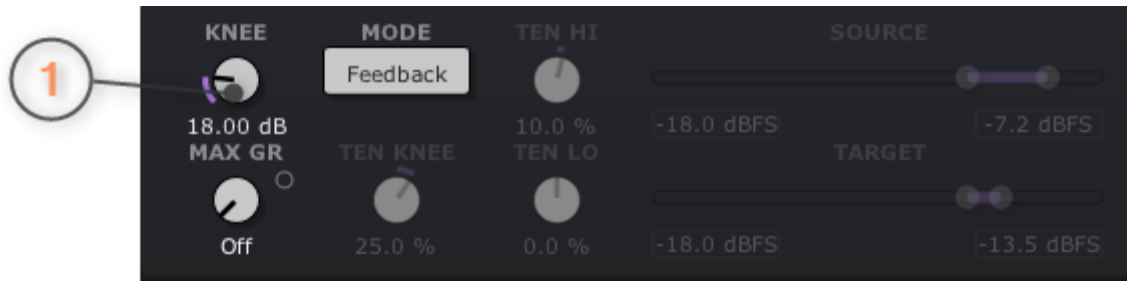 KNEE MODE TEN HI SOURCE
1 Feedback
18.00 dB 10.0 % -18.0 dBFS -7.2 dBFS
MAX GR TEN KNEE TEN LO TARGET
Off 25.0 % 0.0 % -18.0 dBFS -13.5 dBFS